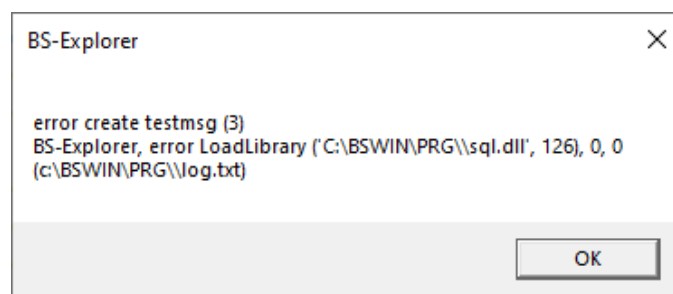 BS-Explorer
error create testmsg (3)
BS-Explorer, error LoadLibrary ('C:\BSWIN\PRG\\sql.dll', 126), 0, 0
(c:\BSWIN\PRG\\log.txt)
OK